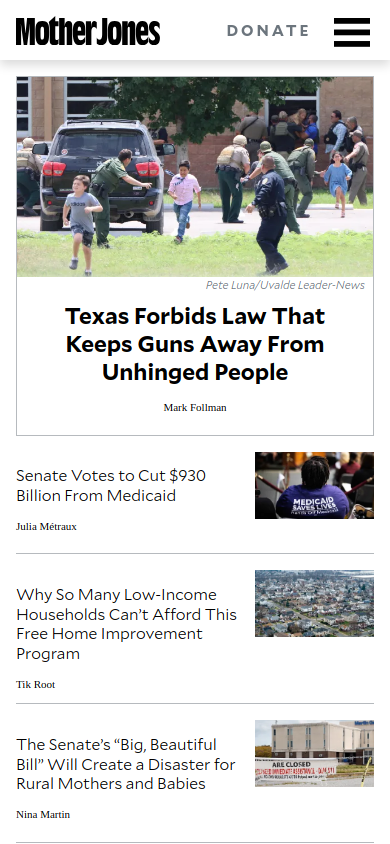 Mother Jones
DONATE
Pete Luna/Uvalde Leader-News
Texas Forbids Law That
Keeps Guns Away From
Unhinged People
Mark Follman
Senate Votes to Cut $930
Billion From Medicaid
Julia Métraux
MEDICAID
SAVES LIVES
Why So Many Low-Income
Households Can’t Afford This
Free Home Improvement
Program
Tik Root
The Senate’s “Big, Beautiful
Bill” Will Create a Disaster for
Rural Mothers and Babies
ARE CLOSED
Nina Martin